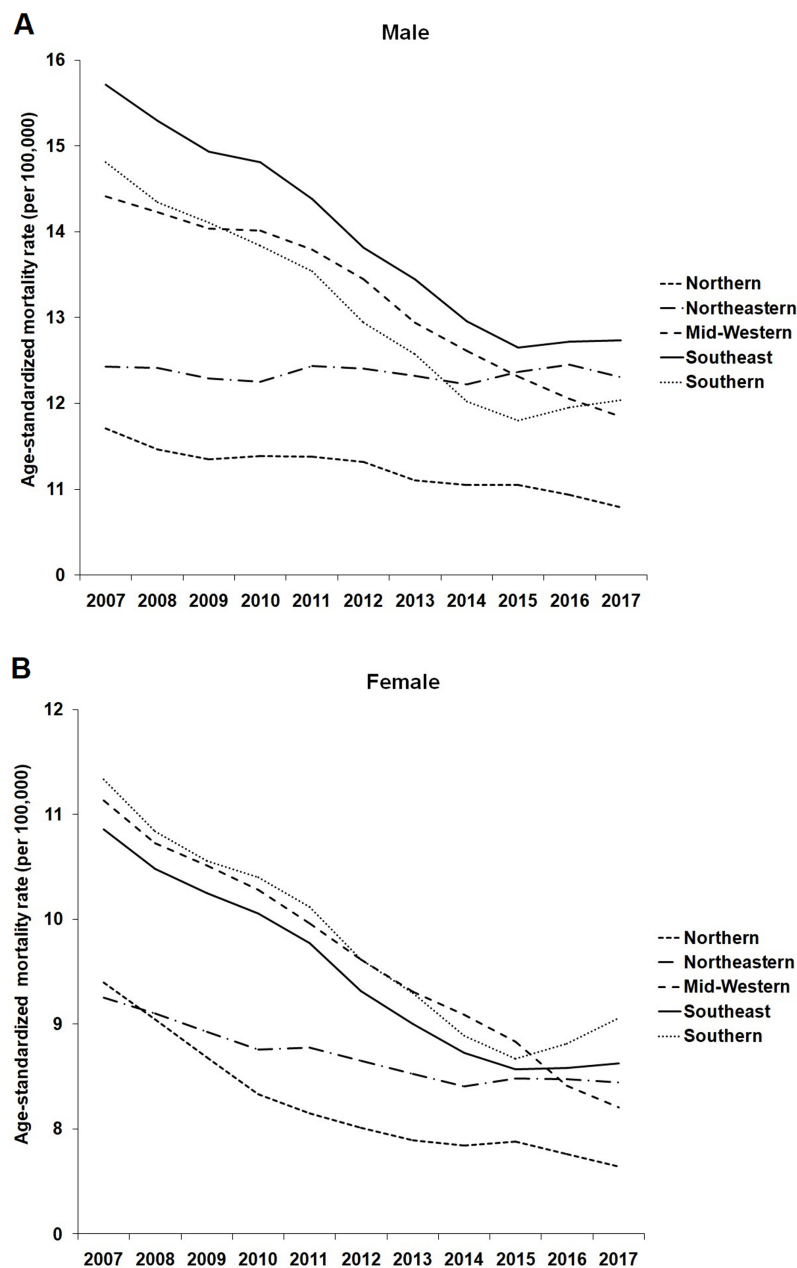 A
Male
Age-standardized mortality rate (per 100,000)
16
15
14
13
12
11
0
2007 2008 2009 2010 2011 2012 2013 2014 2015 2016 2017
Northern
Northeastern
Mid-Western
Southeast
Southern
B
Female
Age-standardized mortality rate (per 100,000)
12
11
10
9
8
0
2007 2008 2009 2010 2011 2012 2013 2014 2015 2016 2017
Northern
Northeastern
Mid-Western
Southeast
Southern